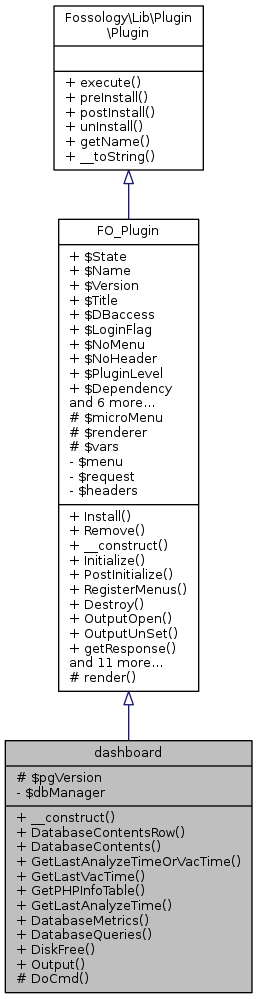 Fossology\Lib\Plugin
\Plugin
+ execute()
+ preInstall()
+ postInstall()
+ unInstall()
+ getName()
+ __toString()
FO_Plugin
+ $State
+ $Name
+ $Version
+ $Title
+ $DBaccess
+ $LoginFlag
+ $NoMenu
+ $NoHeader
+ $PluginLevel
+ $Dependency
and 6 more...
# $microMenu
# $renderer
# $vars
- $menu
- $request
- $headers
+ Install()
+ Remove()
+ __construct()
+ Initialize()
+ PostInitialize()
+ RegisterMenus()
+ Destroy()
+ OutputOpen()
+ OutputUnSet()
+ getResponse()
and 11 more...
# render()
dashboard
# $pgVersion
- $dbManager
+ __construct()
+ DatabaseContentsRow()
+ DatabaseContents()
+ GetLastAnalyzeTimeOrVacTime()
+ GetLastVacTime()
+ GetPHPInfoTable()
+ GetLastAnalyzeTime()
+ DatabaseMetrics()
+ DatabaseQueries()
+ DiskFree()
+ Output()
# DoCmd()